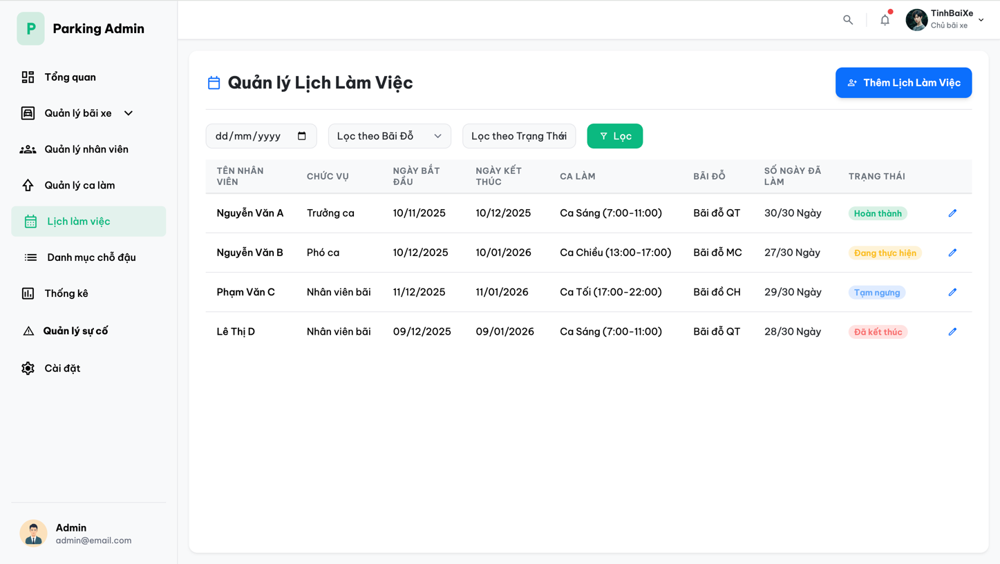 P
Parking Admin
Tổng quan
Quản lý bãi xe
Quản lý nhân viên
Quản lý ca làm
Lịch làm việc
Danh mục chỗ đậu
Thống kê
Quản lý sự cố
Cài đặt
Admin
admin@email.com
TinhBaiXe
Chủ bãi xe
Quản lý Lịch Làm Việc
Thêm Lịch Làm Việc
dd/mm/yyyy
Lọc theo Bãi Đỗ
Lọc theo Trạng Thái
Lọc
TÊN NHÂN VIÊN CHỨC VỤ NGÀY BẮT ĐẦU NGÀY KẾT THÚC CA LÀM BÃI ĐỖ SỐ NGÀY ĐÃ LÀM TRẠNG THÁI
Nguyễn Văn A Trưởng ca 10/11/2025 10/12/2025 Ca Sáng (7:00-11:00) Bãi đỗ QT 30/30 Ngày Hoàn thành
Nguyễn Văn B Phó ca 10/12/2025 10/01/2026 Ca Chiều (13:00-17:00) Bãi đỗ MC 27/30 Ngày Đang thực hiện
Phạm Văn C Nhân viên bãi 11/12/2025 11/01/2026 Ca Tối (17:00-22:00) Bãi đồ CH 29/30 Ngày Tạm ngưng
Lê Thị D Nhân viên bãi 09/12/2025 09/01/2026 Ca Sáng (7:00-11:00) Bãi đỗ QT 28/30 Ngày Đã kết thúc